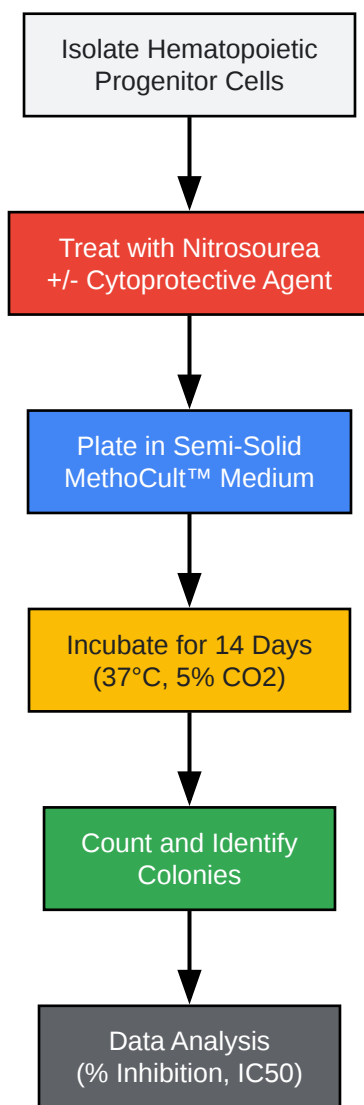 Isolate Hematopoietic
Progenitor Cells
Treat with Nitrosourea
+/- Cytoprotective Agent
Plate in Semi-Solid
MethoCult™ Medium
Incubate for 14 Days
(37°C, 5% CO2)
Count and Identify
Colonies
Data Analysis
(% Inhibition, IC50)